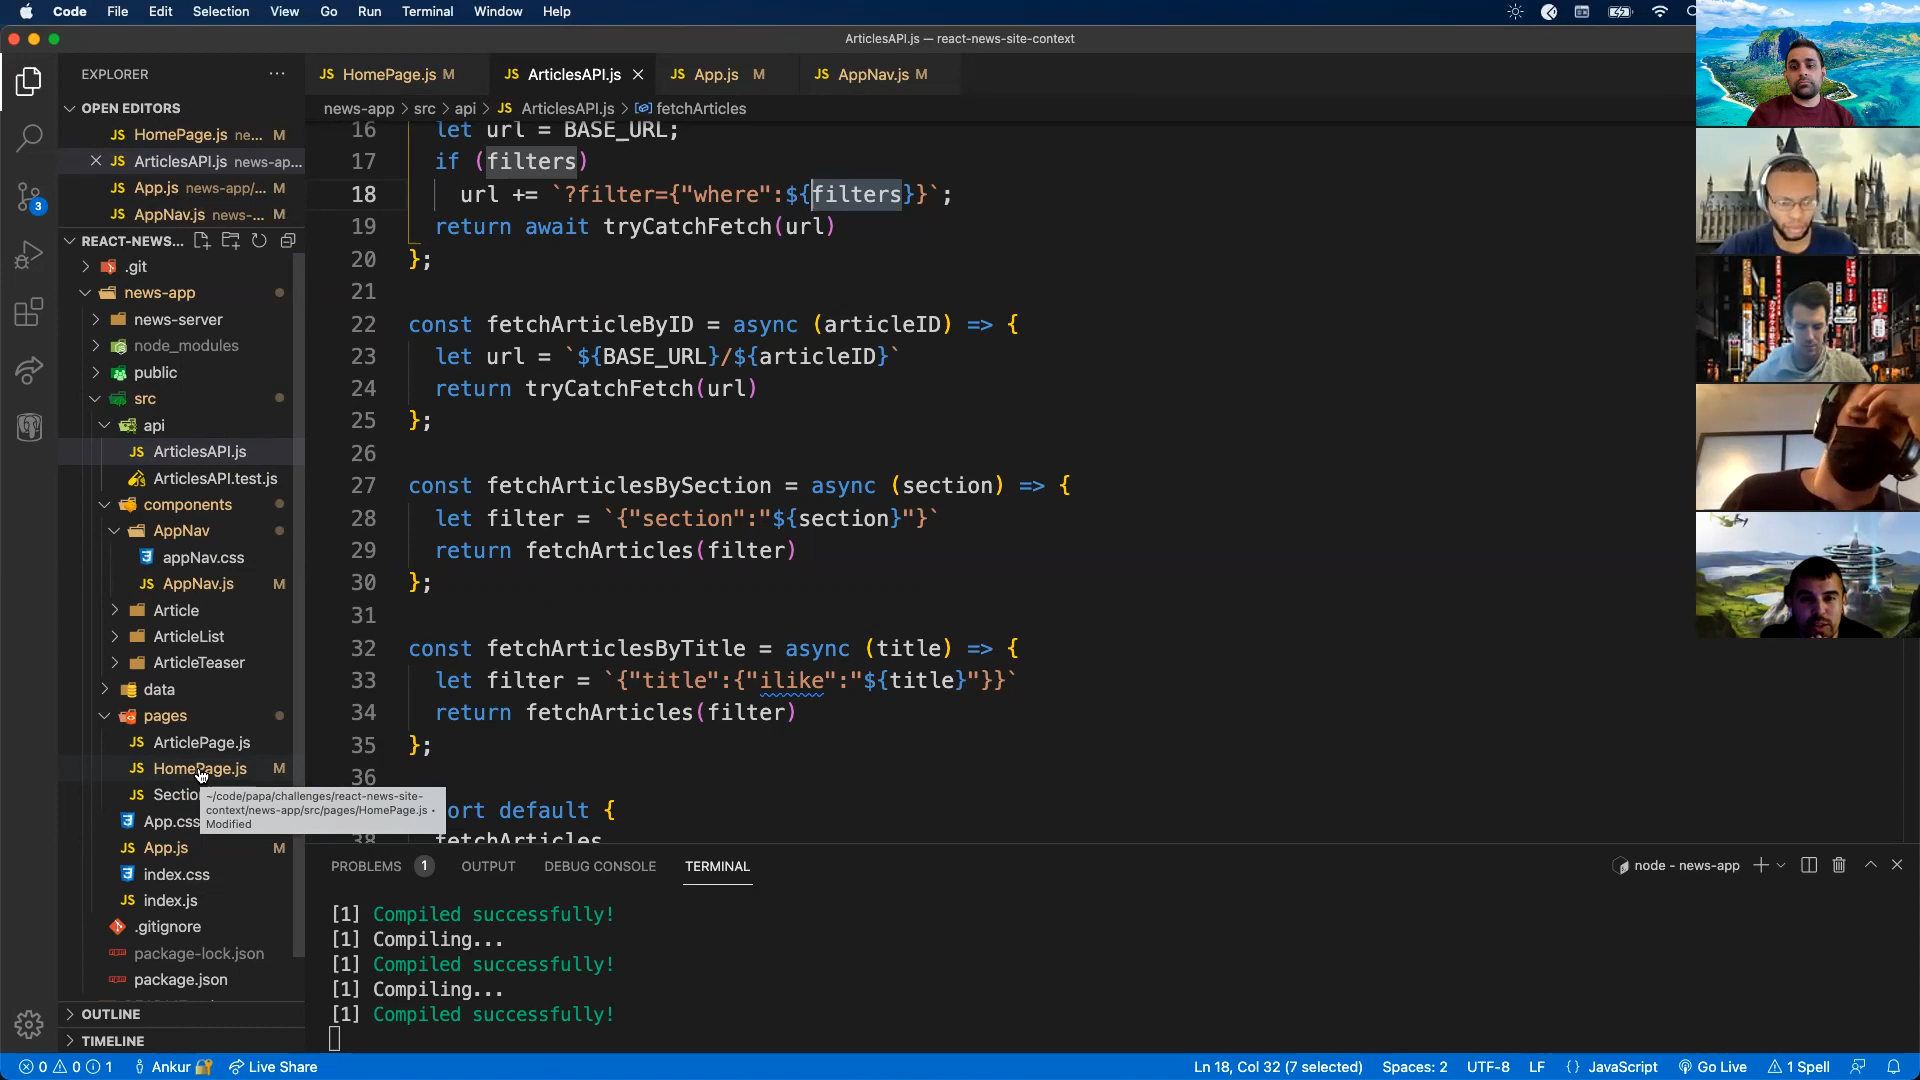 Code File Edit Selection View Go Run Terminal Window Help
ArticlesAPI.js — react-news-site-context
EXPLORER ···
JS HomePage.js M
JS ArticlesAPI.js
JS App.js M
JS AppNav.js M
OPEN EDITORS
JS HomePage.js ne... M
JS ArticlesAPI.js news-ap...
JS App.js news-app/... M
JS AppNav.js news-... M
REACT-NEWS...
.git
news-app
news-server
node_modules
public
src
api
JS ArticlesAPI.js
ArticlesAPI.test.js
components
AppNav
appNav.css
JS AppNav.js M
Article
ArticleList
ArticleTeaser
data
pages
JS ArticlePage.js
JS HomePage.js M
JS Sectio
~/code/papa/challenges/react-news-site-
context/news-app/src/pages/HomePage.js •
Modified
App.css
JS App.js M
index.css
JS index.js
.gitignore
package-lock.json
package.json
OUTLINE
TIMELINE
news-app > src > api > JS ArticlesAPI.js > fetchArticles
16 let url = BASE_URL;
17 if (filters)
18 url += `?filter={"where":${filters}}`;
19 return await tryCatchFetch(url)
20 };
21
22 const fetchArticleByID = async (articleID) => {
23 let url = `${BASE_URL}/${articleID}`
24 return tryCatchFetch(url)
25 };
26
27 const fetchArticlesBySection = async (section) => {
28 let filter = `{"section":"${section}"}`
29 return fetchArticles(filter)
30 };
31
32 const fetchArticlesByTitle = async (title) => {
33 let filter = `{"title":{"ilike":"${title}"}}`
34 return fetchArticles(filter)
35 };
36
ort default {
38 fetchArticles
PROBLEMS 1 OUTPUT DEBUG CONSOLE TERMINAL
node - news-app
[1] Compiled successfully!
[1] Compiling...
[1] Compiled successfully!
[1] Compiling...
[1] Compiled successfully!
0 0 1 Ankur Live Share
Ln 18, Col 32 (7 selected) Spaces: 2 UTF-8 LF {} JavaScript Go Live 1 Spell
3